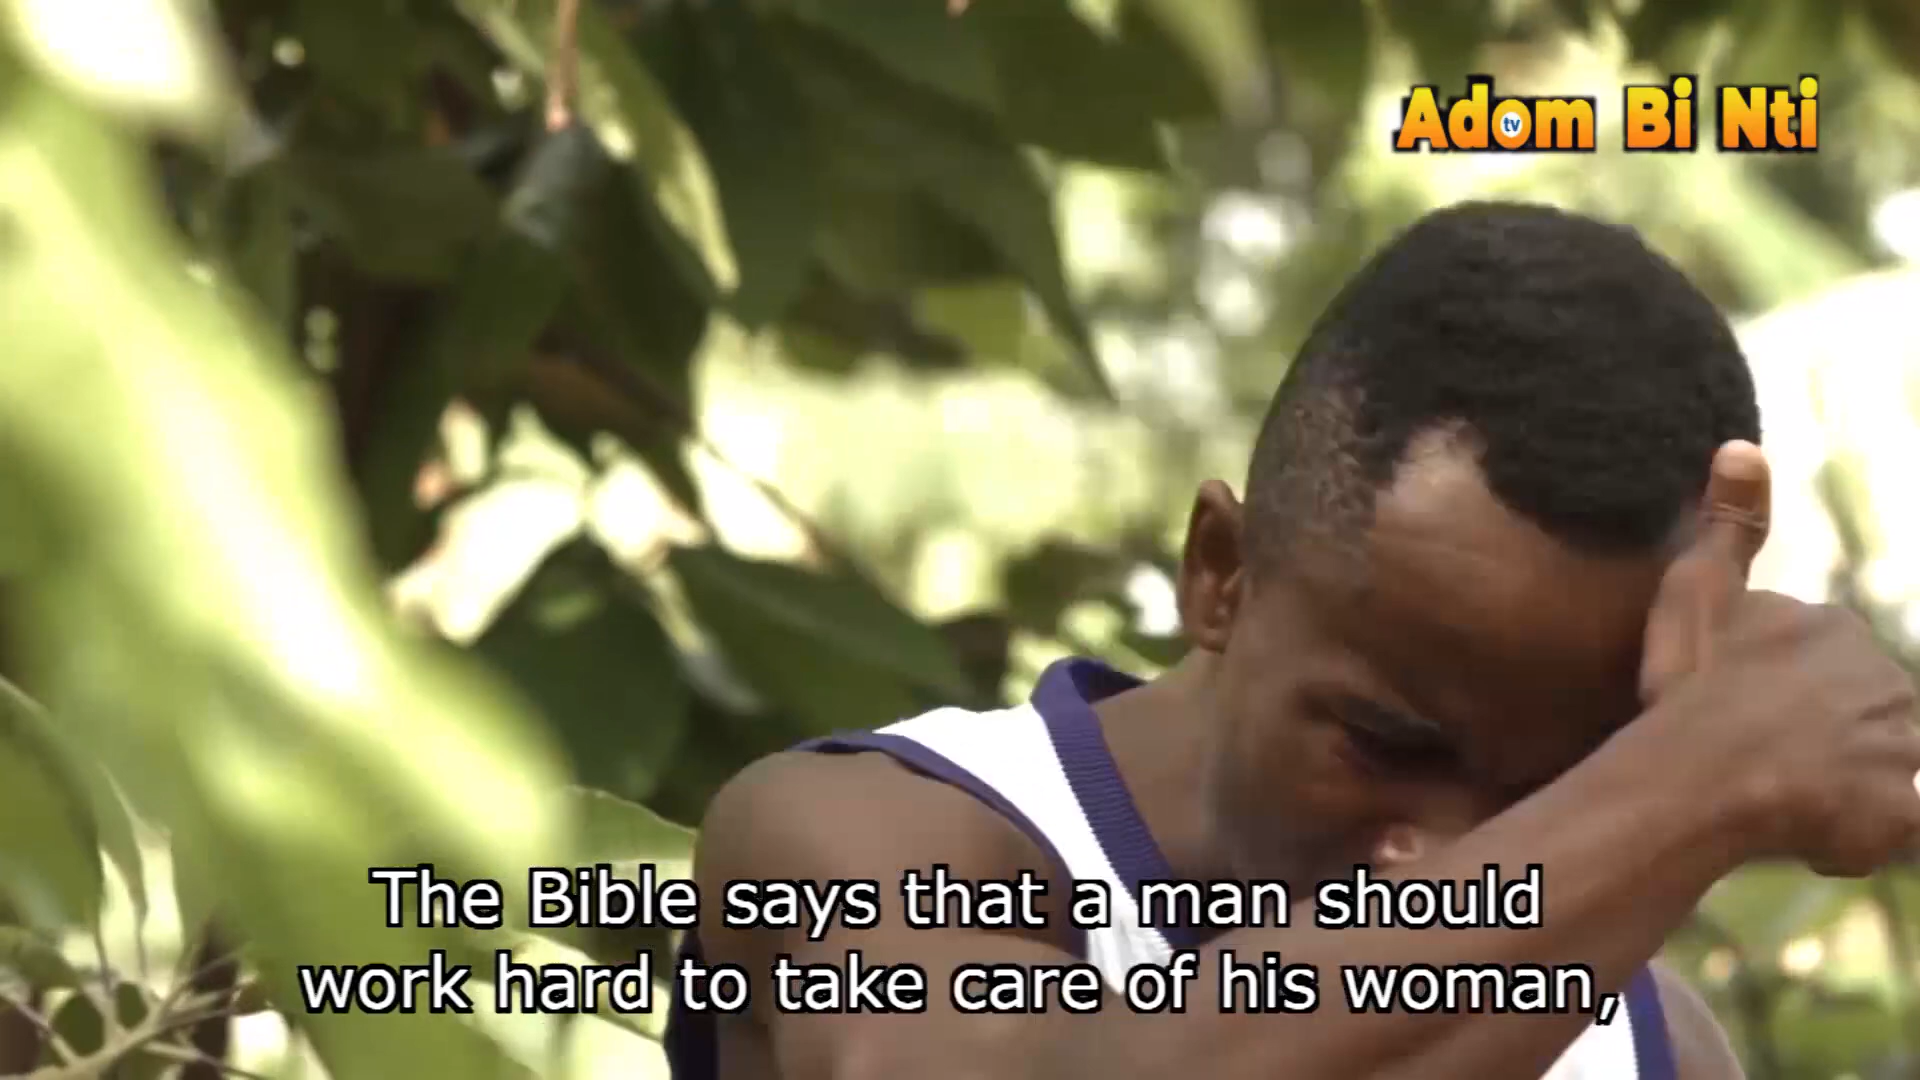 Adom Bi Nti
tv
The Bible says that a man should
work hard to take care of his woman,